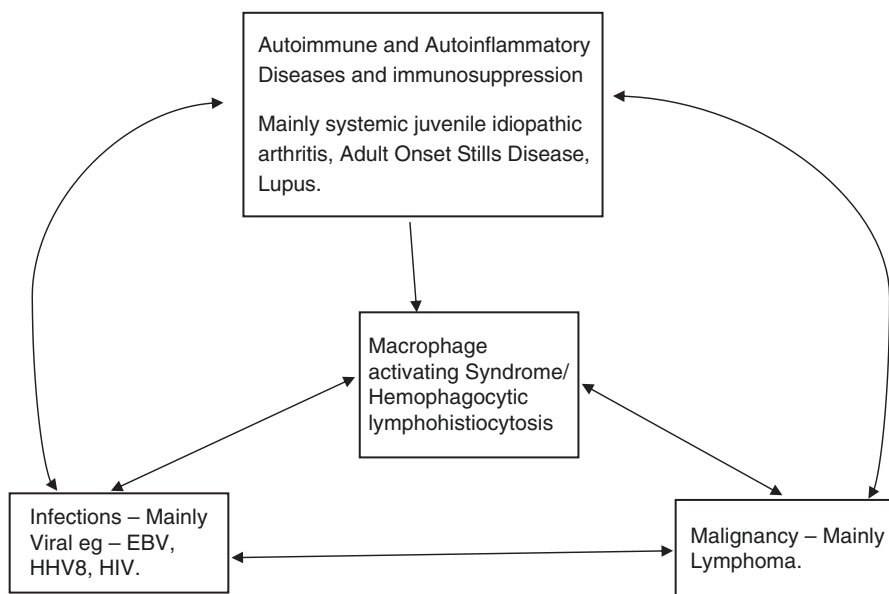 Autoimmune and Autoinflammatory
Diseases and immunosuppression
Mainly systemic juvenile idiopathic
arthritis, Adult Onset Stills Disease,
Lupus.
Macrophage
activating Syndrome/
Hemophagocytic
lymphohistiocytosis
Infections – Mainly
Viral eg – EBV,
HHV8, HIV.
Malignancy – Mainly
Lymphoma.